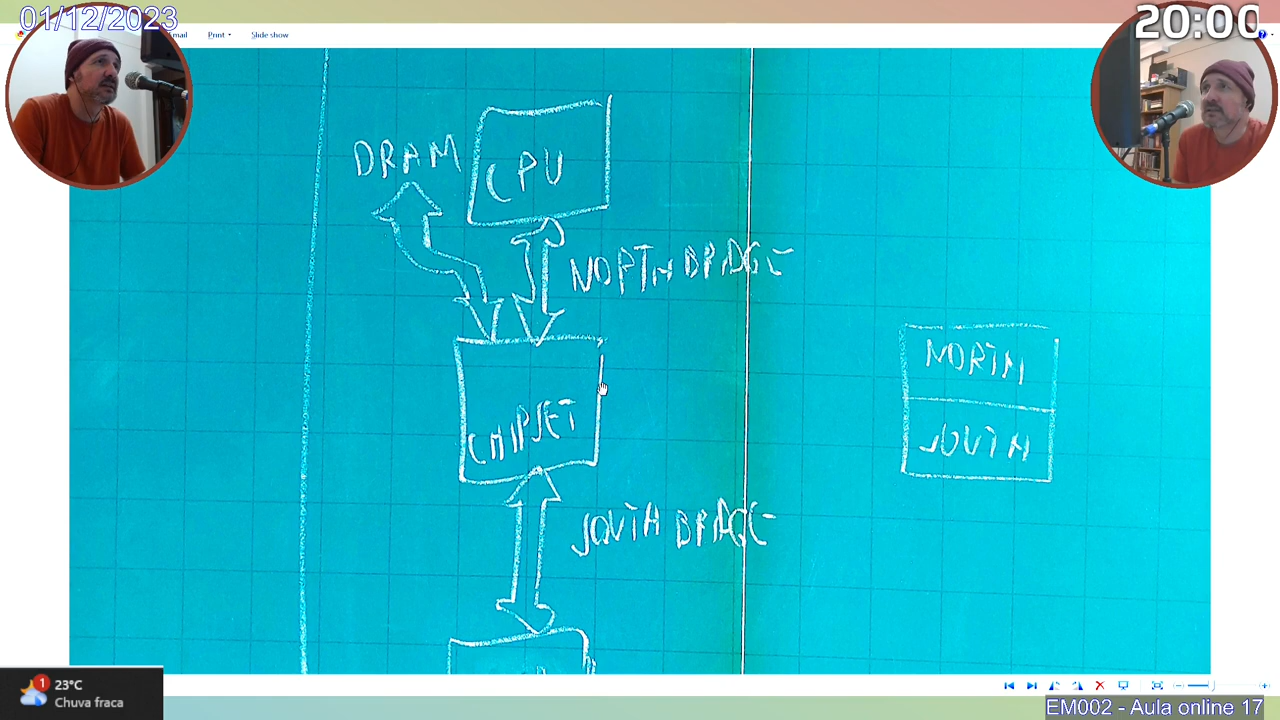 01/12/2023
20:00
Print
Slide show
DRAM
CPU
NORTH BRIDGE
CHIPSET
NORTH
SOUTH
SOUTH BRIDGE
23°C
Chuva fraca
1
EM002 - Aula online 17